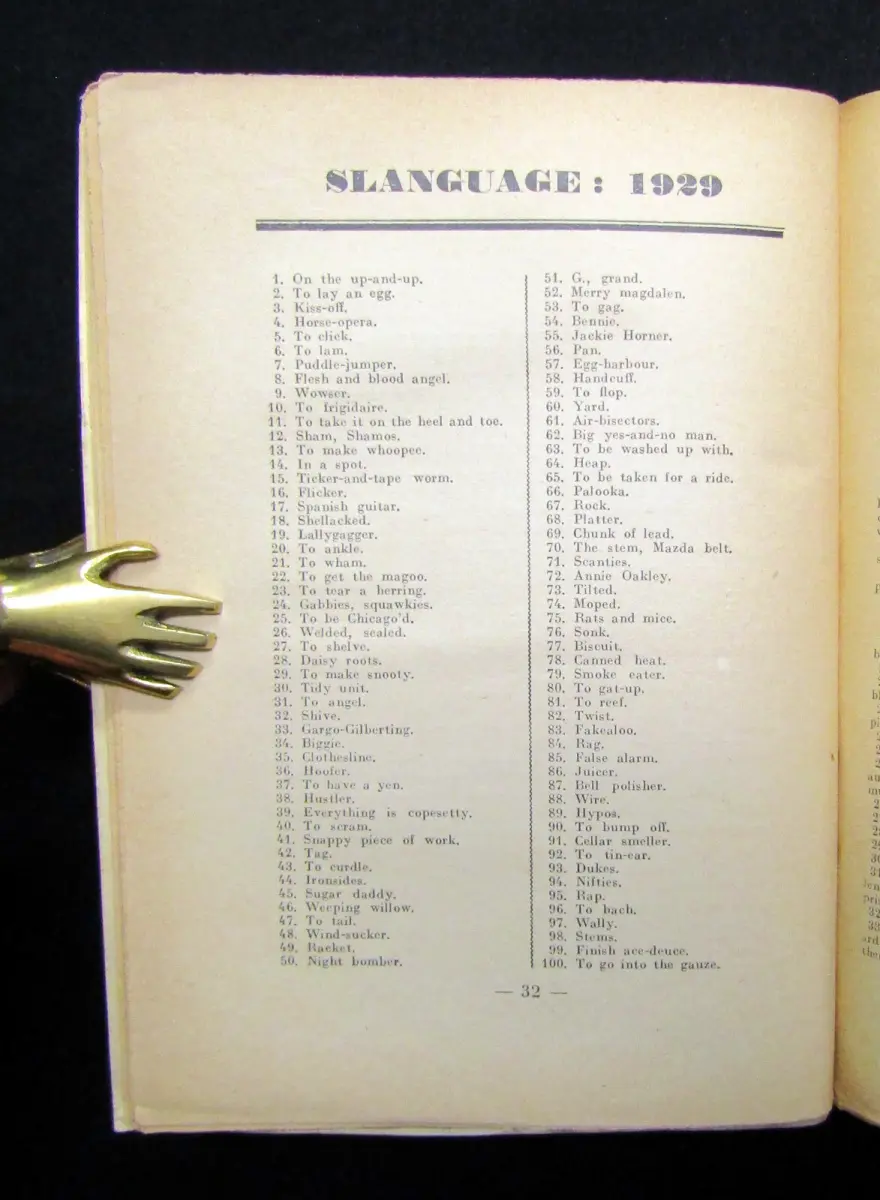 SLANGUAGE: 1929
1. On the up-and-up.
2. To lay an egg.
3. Kiss-off.
4. Horse-opera.
5. To click.
6. To lam.
7. Puddle-jumper.
8. Flesh and blood angel.
9. Wowser.
10. To frigidaire.
11. To take it on the heel and toe.
12. Sham, Shamos.
13. To make whoopee.
14. In a spot.
15. Ticker-and-tape worm.
16. Flicker.
17. Spanish guitar.
18. Shellacked.
19. Lallygagger.
20. To ankle.
21. To wham.
22. To get the magoo.
23. To tear a herring.
24. Gabbies, squawkies.
25. To be Chicago'd.
26. Welded, sealed.
27. To shelve.
28. Daisy roots.
29. To make snooty.
30. Tidy unit.
31. To angel.
32. Shive.
33. Gargo-Gilberting.
34. Biggie.
35. Clothesline.
36. Hoofer.
37. To have a yen.
38. Hustler.
39. Everything is copesetty.
40. To scram.
41. Snappy piece of work.
42. Tag.
43. To curdle.
44. Ironsides.
45. Sugar daddy.
46. Weeping willow.
47. To tail.
48. Wind-sucker.
49. Racket.
50. Night bomber.
51. G., grand.
52. Merry magdalen.
53. To gag.
54. Bennie.
55. Jackie Horner.
56. Pan.
57. Egg-harbour.
58. Handcuff.
59. To flop.
60. Yard.
61. Air-bisectors.
62. Big yes-and-no man.
63. To be washed up with.
64. Heap.
65. To be taken for a ride.
66. Palooka.
67. Rock.
68. Platter.
69. Chunk of lead.
70. The stem, Mazda belt.
71. Scanties.
72. Annie Oakley.
73. Tilted.
74. Moped.
75. Rats and mice.
76. Sonk.
77. Biscuit.
78. Canned heat.
79. Smoke eater.
80. To gat-up.
81. To reef.
82. Twist.
83. Fakealoo.
84. Rag.
85. False alarm.
86. Juicer.
87. Bell polisher.
88. Wire.
89. Hypos.
90. To bump off.
91. Cellar smeller.
92. To tin-ear.
93. Dukes.
94. Nifties.
95. Rap.
96. To bach.
97. Wally.
98. Stems.
99. Finish ace-deuce.
100. To go into the gauze.
— 32 —